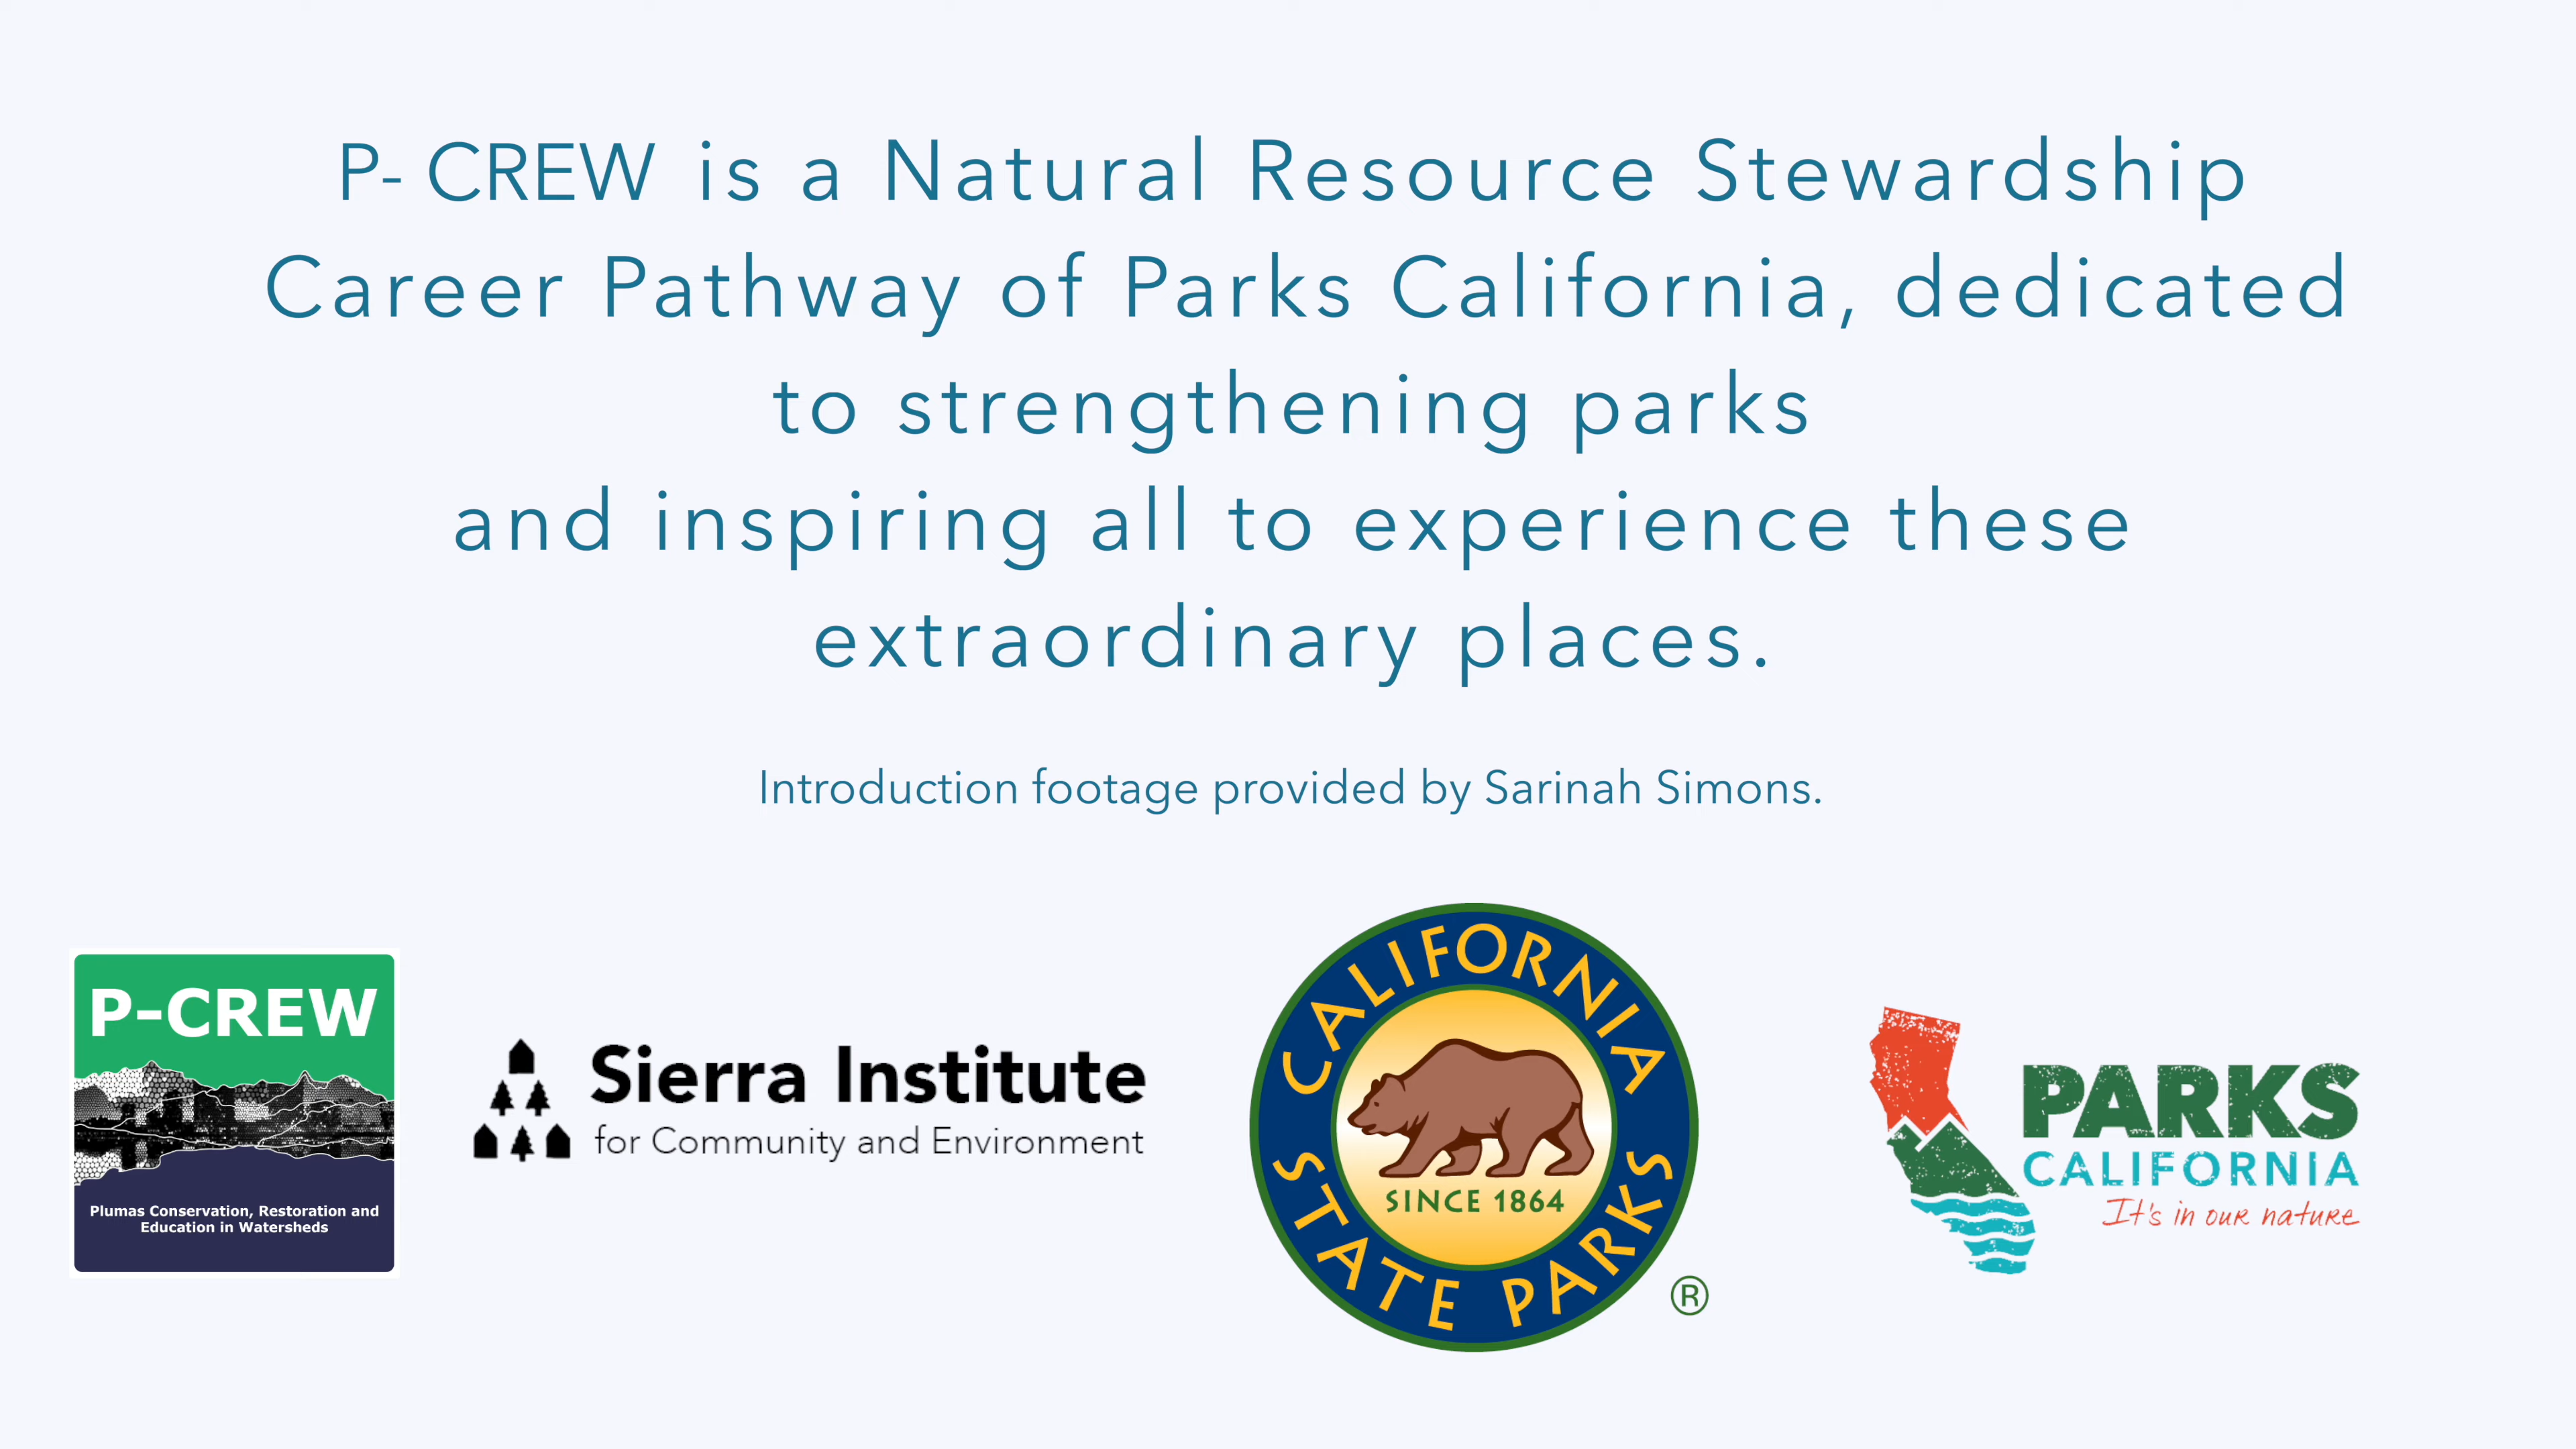 P- CREW is a Natural Resource Stewardship
Career Pathway of Parks California, dedicated
to strengthening parks
and inspiring all to experience these
extraordinary places.
Introduction footage provided by Sarinah Simons.
P-CREW
Plumas Conservation, Restoration and
Education in Watersheds
Sierra Institute
for Community and Environment
CALIFORNIA
STATE PARKS
SINCE 1864
®
PARKS
CALIFORNIA
It's in our nature